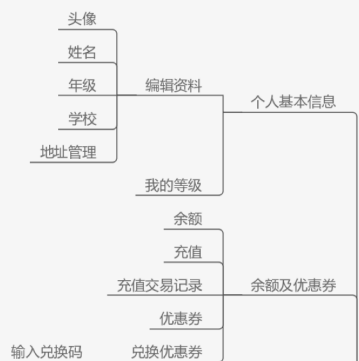 头像
姓名
年级
编辑资料
个人基本信息
学校
地址管理
我的等级
余额
充值
充值交易记录
余额及优惠券
优惠券
输入兑换码
兑换优惠券